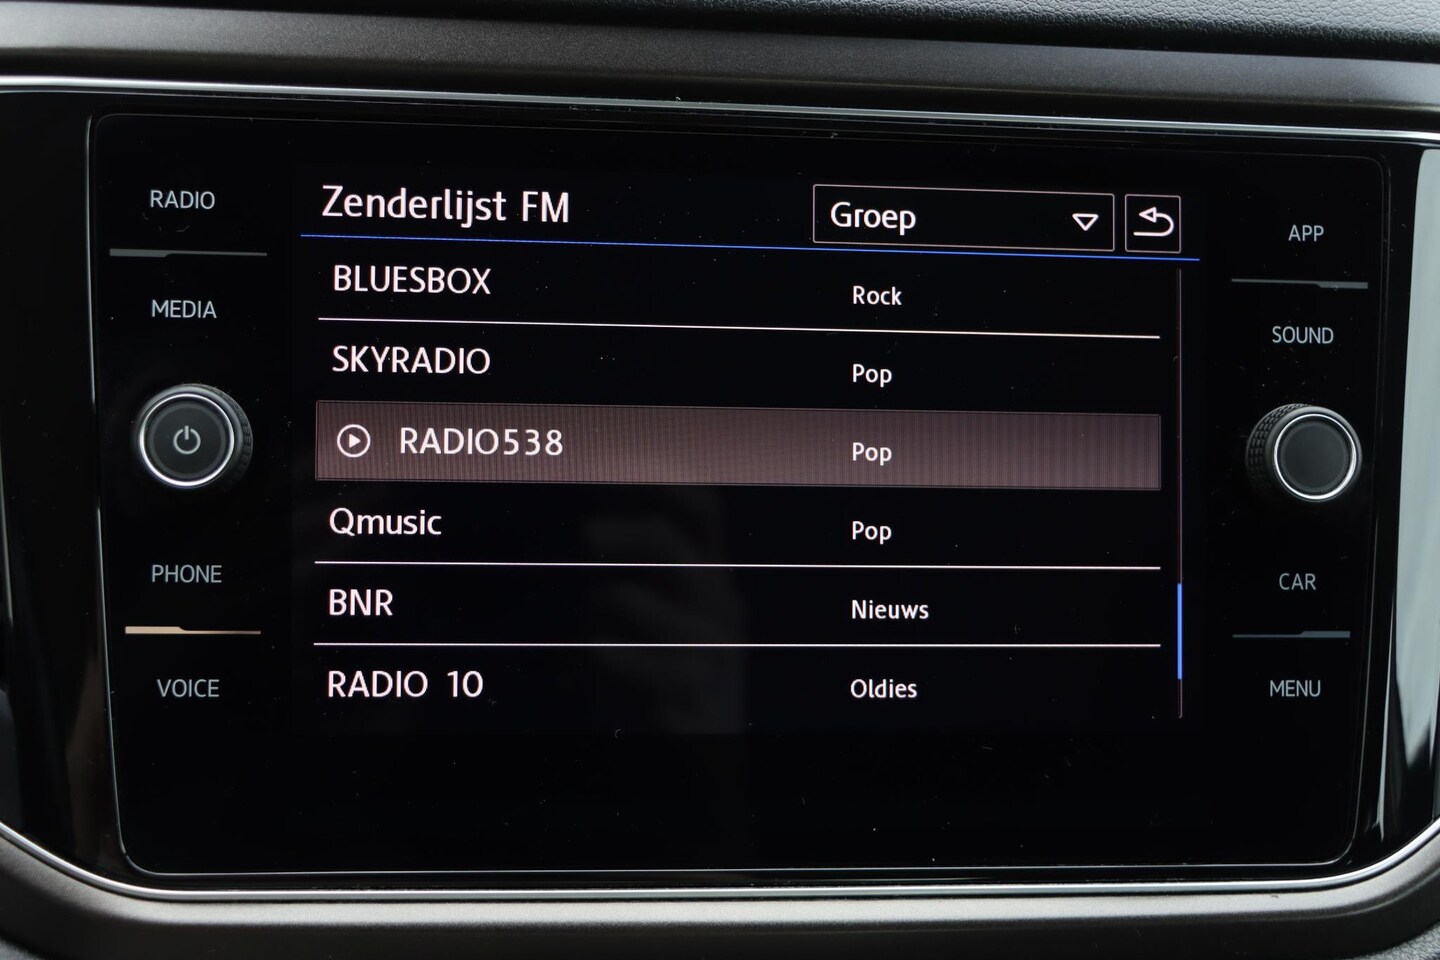 RADIO
MEDIA
PHONE
VOICE
Zenderlijst FM
Groep
BLUESBOX Rock
SKYRADIO Pop
RADIO538 Pop
Qmusic Pop
BNR Nieuws
RADIO 10 Oldies
APP
SOUND
CAR
MENU